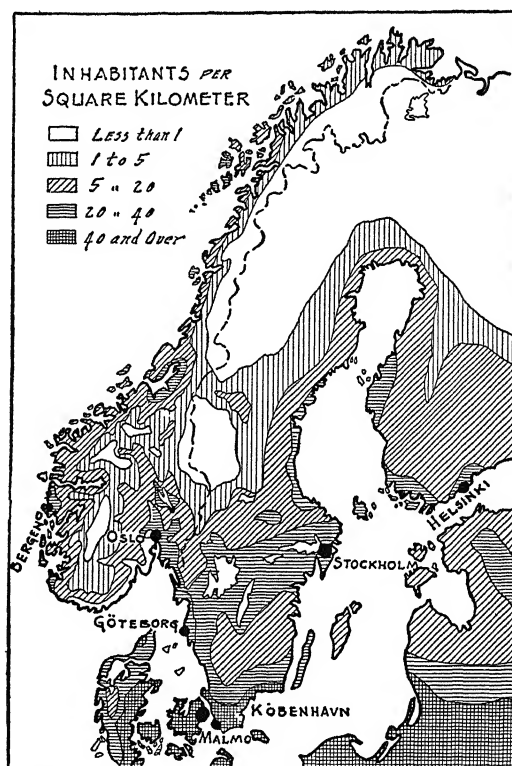 INHABITANTS PER
SQUARE KILOMETER
Less than 1
1 to 5
5 " 20
20 " 40
40 and Over
BERGEN
OSLO
HELSINKI
STOCKHOLM
GÖTEBORG
KÖBENHAVN
MALMO